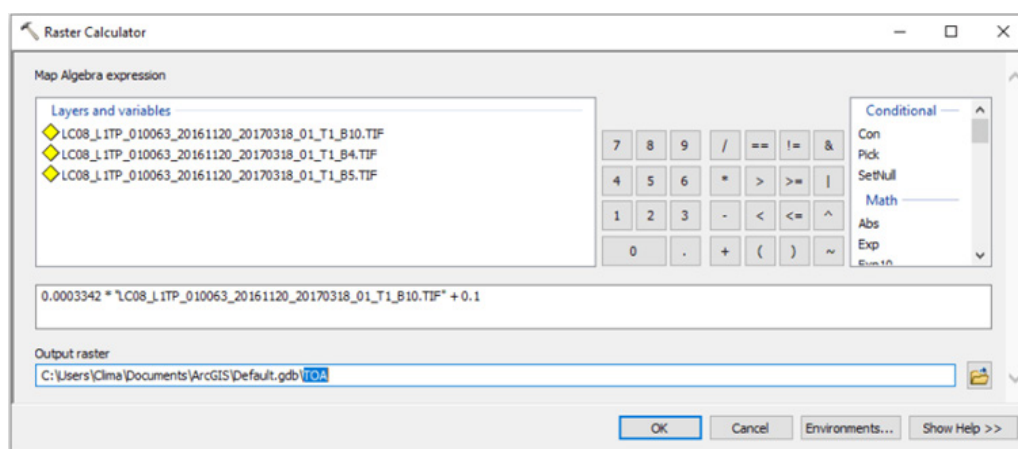 Raster Calculator
Map Algebra expression
Layers and variables
LC08_L1TP_010063_20161120_20170318_01_T1_B10.TIF
LC08_L1TP_010063_20161120_20170318_01_T1_B4.TIF
LC08_L1TP_010063_20161120_20170318_01_T1_B5.TIF
7 8 9 / == != &
4 5 6 * > >= |
1 2 3 - < <= ^
0 . + ( ) ~
Conditional
Con
Pick
SetNull
Math
Abs
Exp
Exp10
0.0003342 * "LC08_L1TP_010063_20161120_20170318_01_T1_B10.TIF" + 0.1
Output raster
C:\Users\Clima\Documents\ArcGIS\Default.gdb\TOA
OK Cancel Environments... Show Help >>